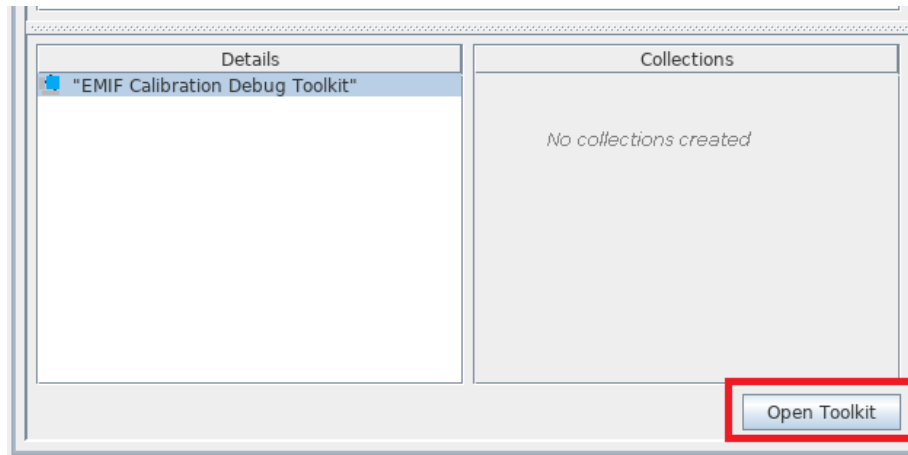 Details
Collections
"EMIF Calibration Debug Toolkit"
No collections created
Open Toolkit